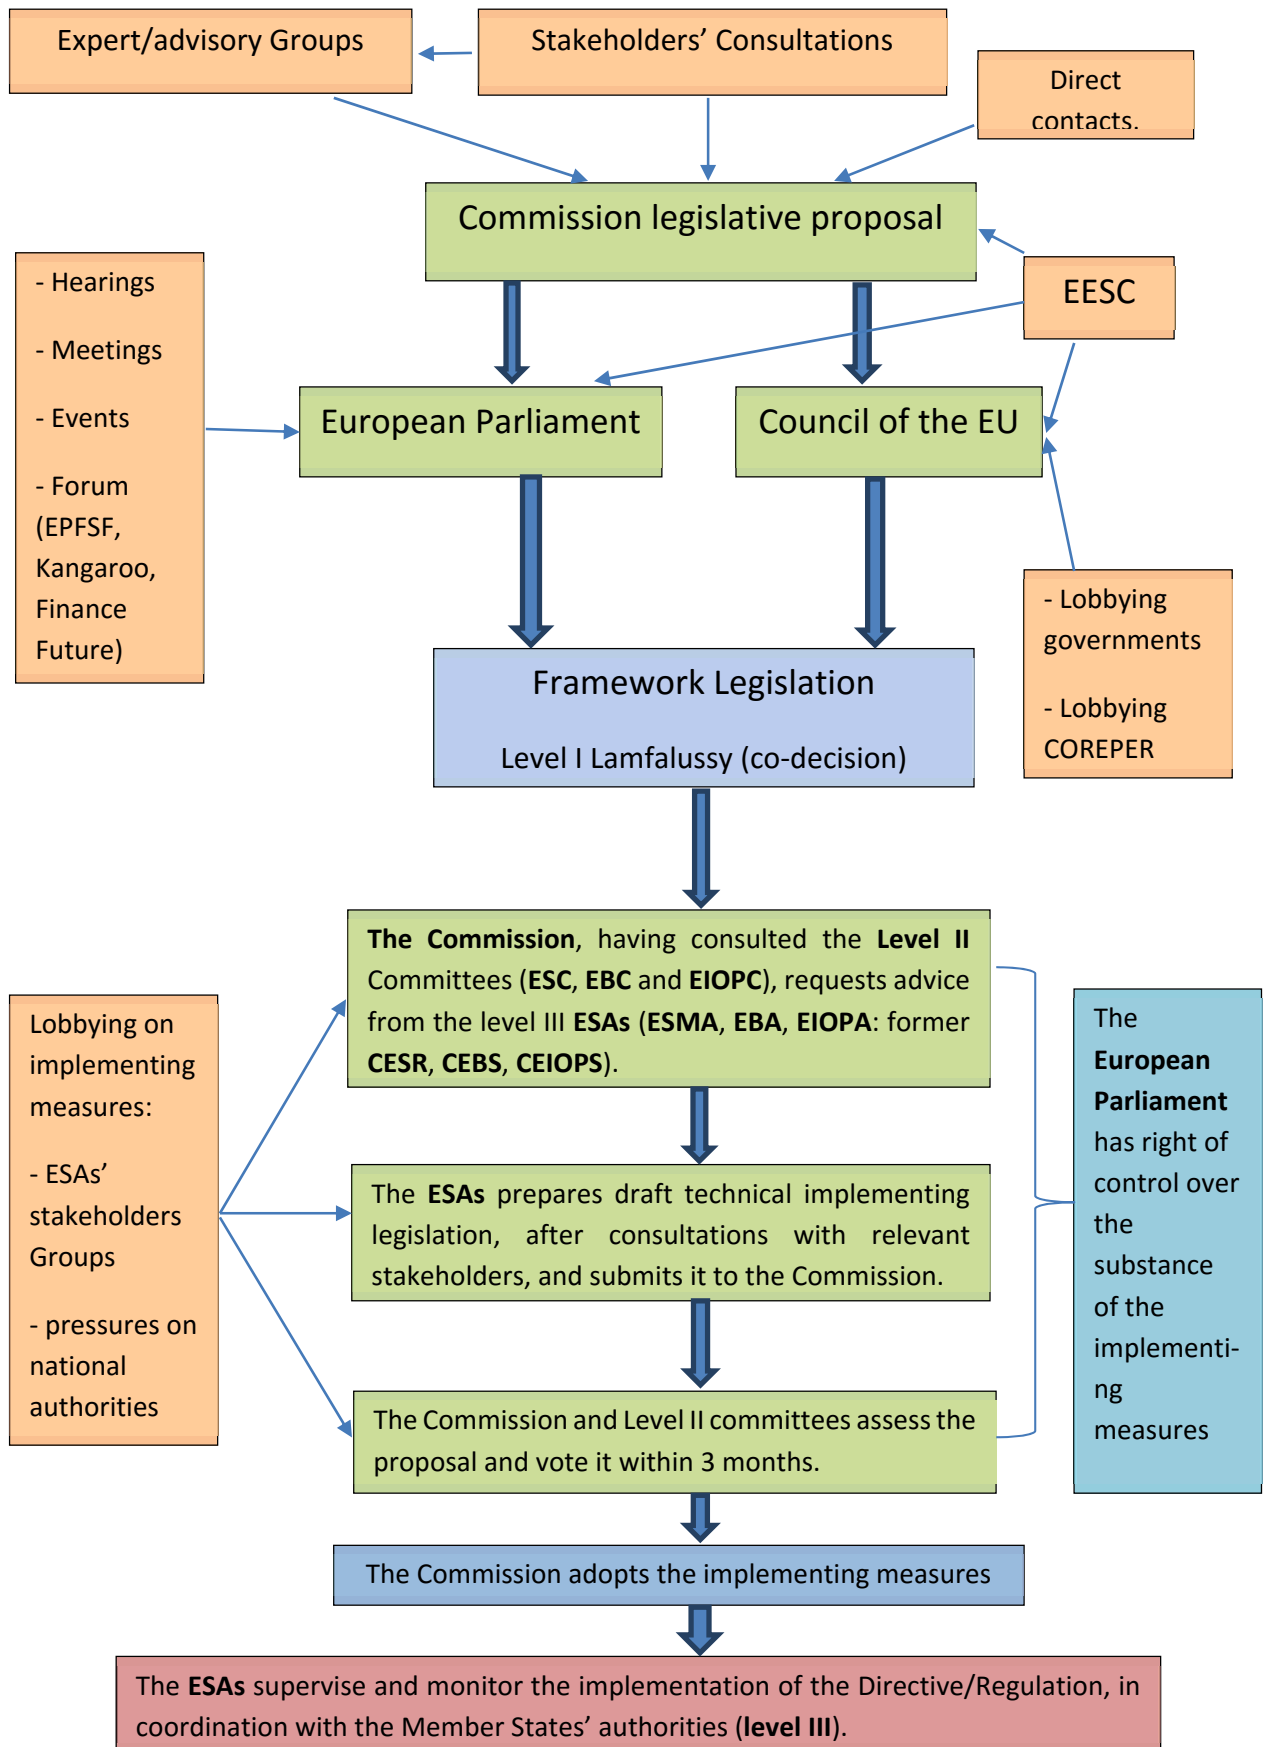 Expert/advisory Groups
Stakeholders’ Consultations
Direct
contacts.
Commission legislative proposal
- Hearings
- Meetings
- Events
- Forum
(EPFSF,
Kangaroo,
Finance
Future)
EESC
European Parliament
Council of the EU
- Lobbying
governments
- Lobbying
COREPER
Framework Legislation
Level I Lamfalussy (co-decision)
The Commission, having consulted the Level II
Committees (ESC, EBC and EIOPC), requests advice
from the level III ESAs (ESMA, EBA, EIOPA: former
CESR, CEBS, CEIOPS).
Lobbying on
implementing
measures:
- ESAs’
stakeholders
Groups
- pressures on
national
authorities
The
European
Parliament
has right of
control over
the
substance
of the
implementi-
ng
measures
The ESAs prepares draft technical implementing
legislation, after consultations with relevant
stakeholders, and submits it to the Commission.
The Commission and Level II committees assess the
proposal and vote it within 3 months.
The Commission adopts the implementing measures
The ESAs supervise and monitor the implementation of the Directive/Regulation, in
coordination with the Member States’ authorities (level III).